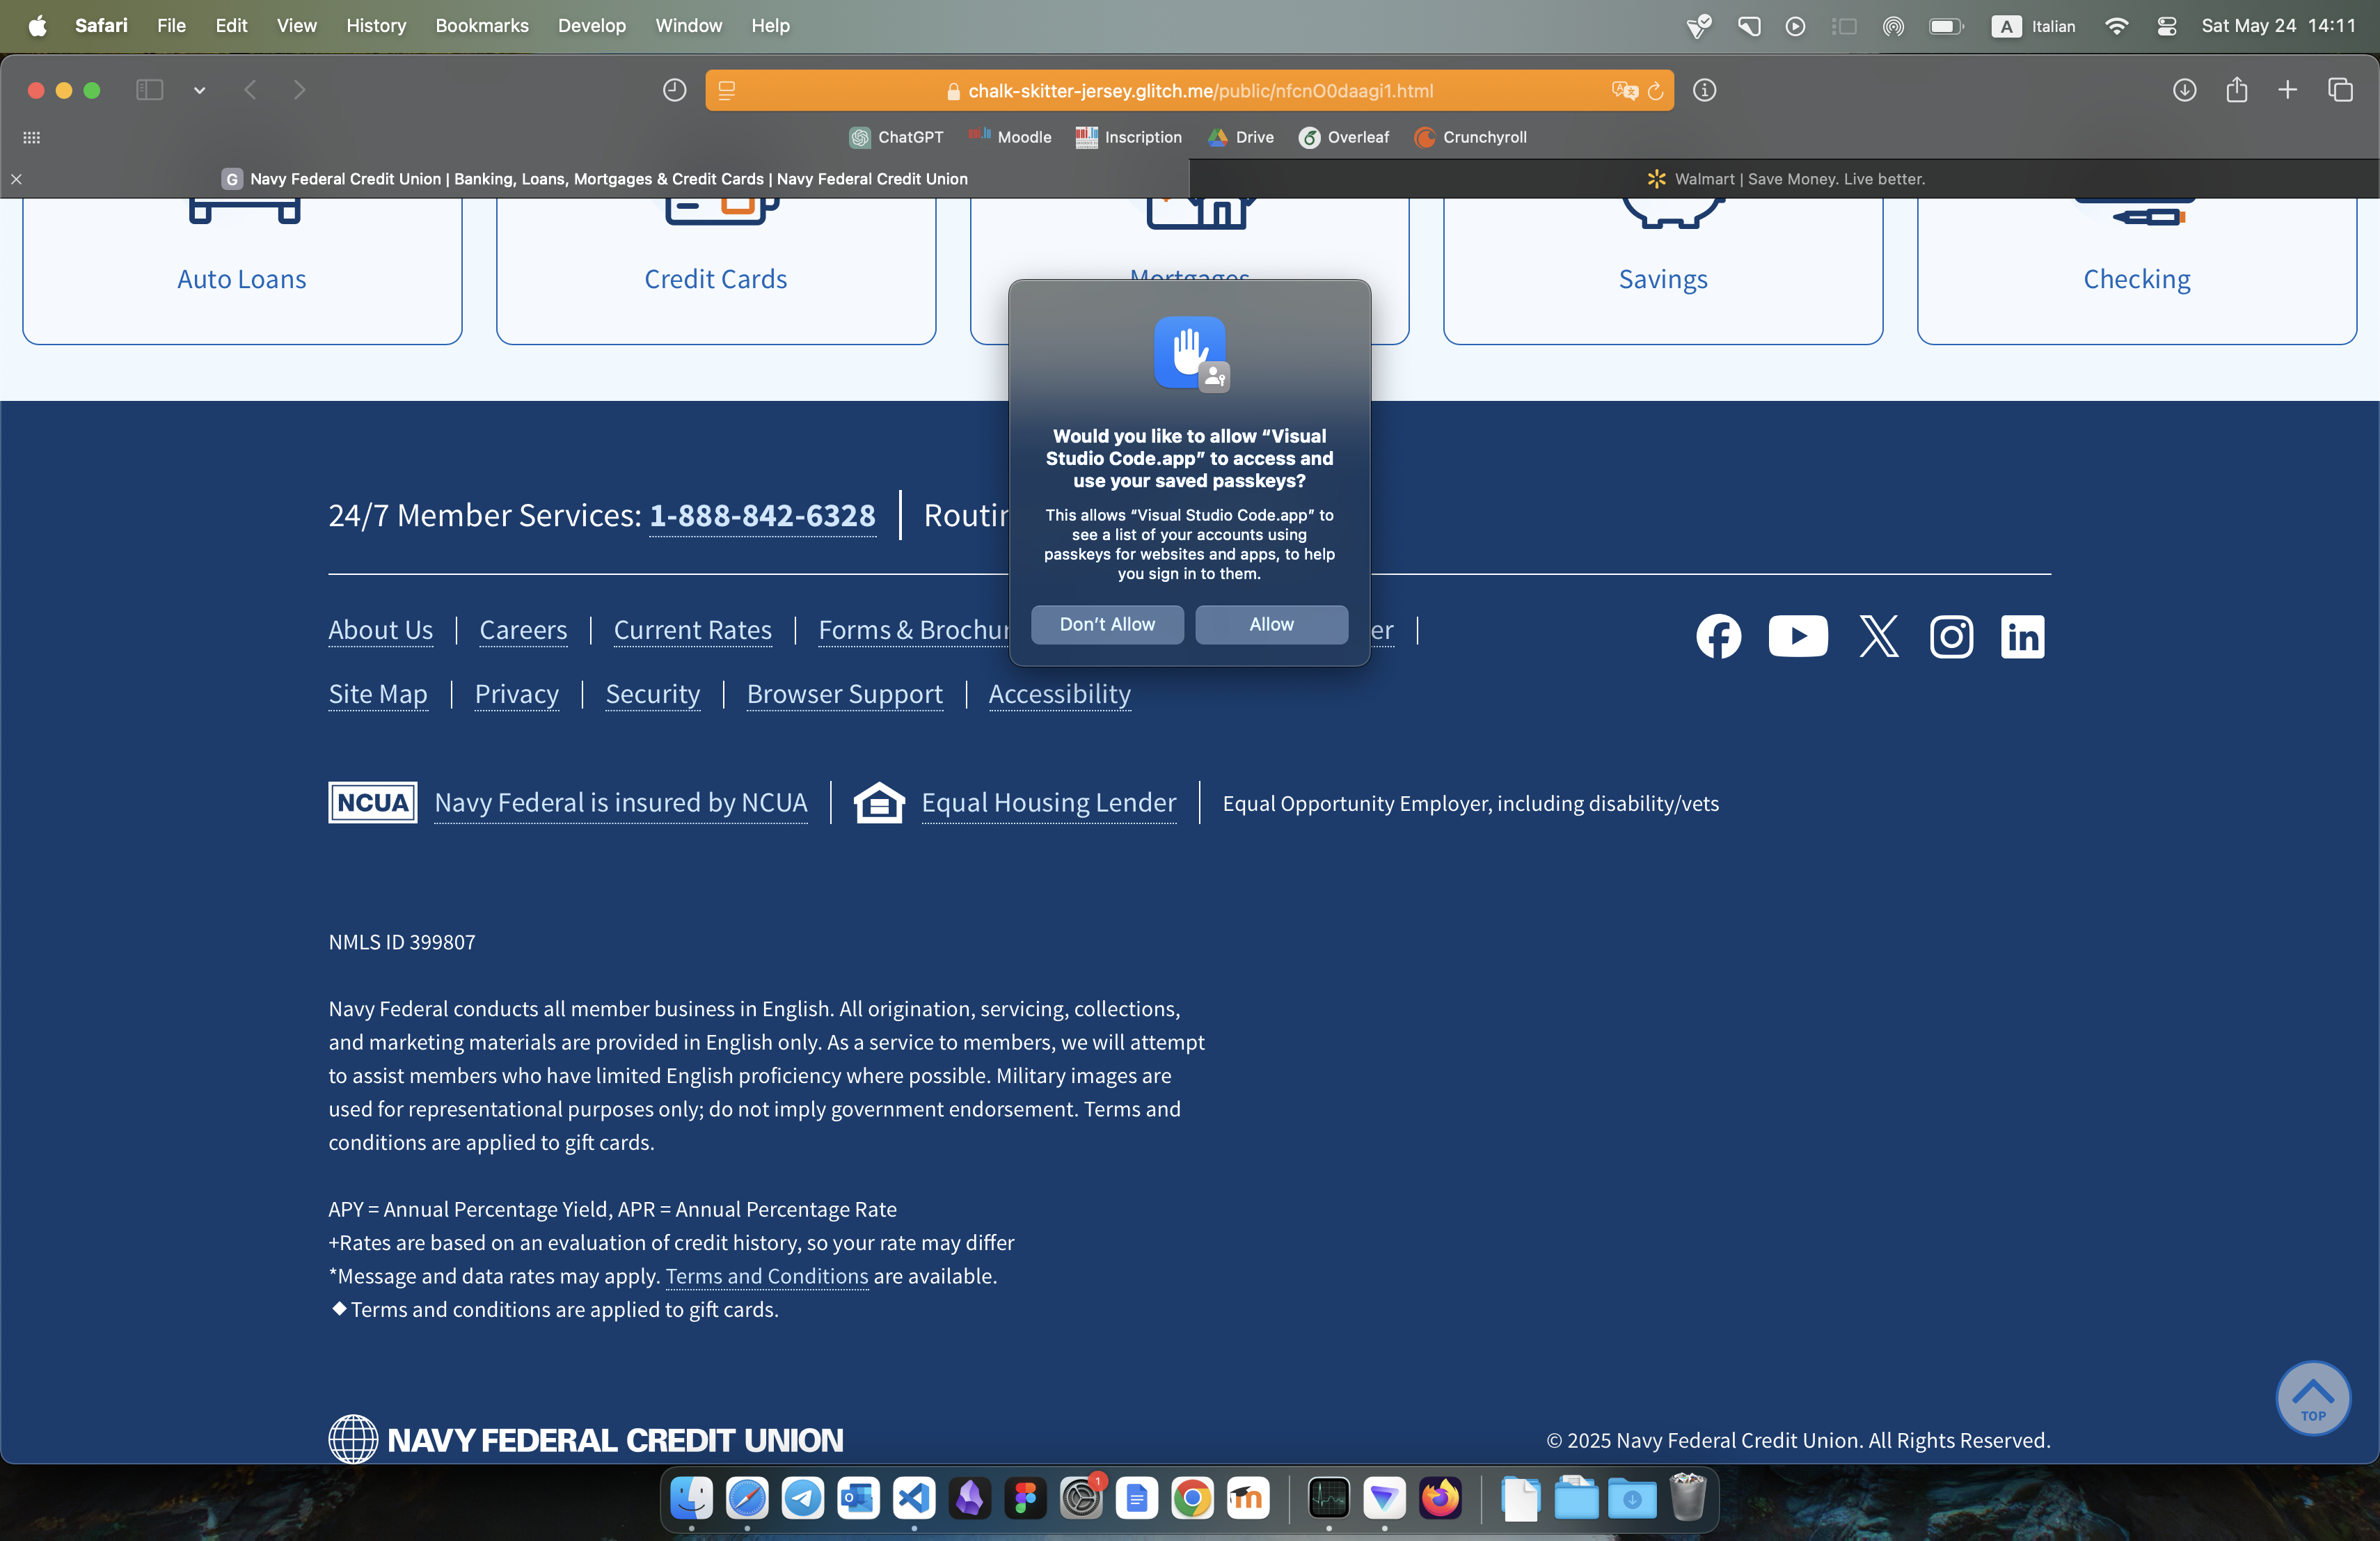 Safari File Edit View History Bookmarks Develop Window Help A Italian Sat May 24 14:11
chalk-skitter-jersey.glitch.me/public/nfcnO0daagi1.html
ChatGPT Moodle Inscription Drive Overleaf Crunchyroll
G Navy Federal Credit Union | Banking, Loans, Mortgages & Credit Cards | Navy Federal Credit Union Walmart | Save Money. Live better.
Auto Loans Credit Cards Mortgages Savings Checking
Would you like to allow “Visual
Studio Code.app” to access and
use your saved passkeys?
This allows “Visual Studio Code.app” to
see a list of your accounts using
passkeys for websites and apps, to help
you sign in to them.
Don’t Allow Allow
24/7 Member Services: 1-888-842-6328
About Us Careers Current Rates Forms &
Site Map Privacy Security Browser Support Accessibility
NCUA Navy Federal is insured by NCUA Equal Housing Lender Equal Opportunity Employer, including disability/vets
NMLS ID 399807
Navy Federal conducts all member business in English. All origination, servicing, collections,
and marketing materials are provided in English only. As a service to members, we will attempt
to assist members who have limited English proficiency where possible. Military images are
used for representational purposes only; do not imply government endorsement. Terms and
conditions are applied to gift cards.
APY = Annual Percentage Yield, APR = Annual Percentage Rate
+Rates are based on an evaluation of credit history, so your rate may differ
*Message and data rates may apply. Terms and Conditions are available.
◆Terms and conditions are applied to gift cards.
TOP
NAVY FEDERAL CREDIT UNION © 2025 Navy Federal Credit Union. All Rights Reserved.
1